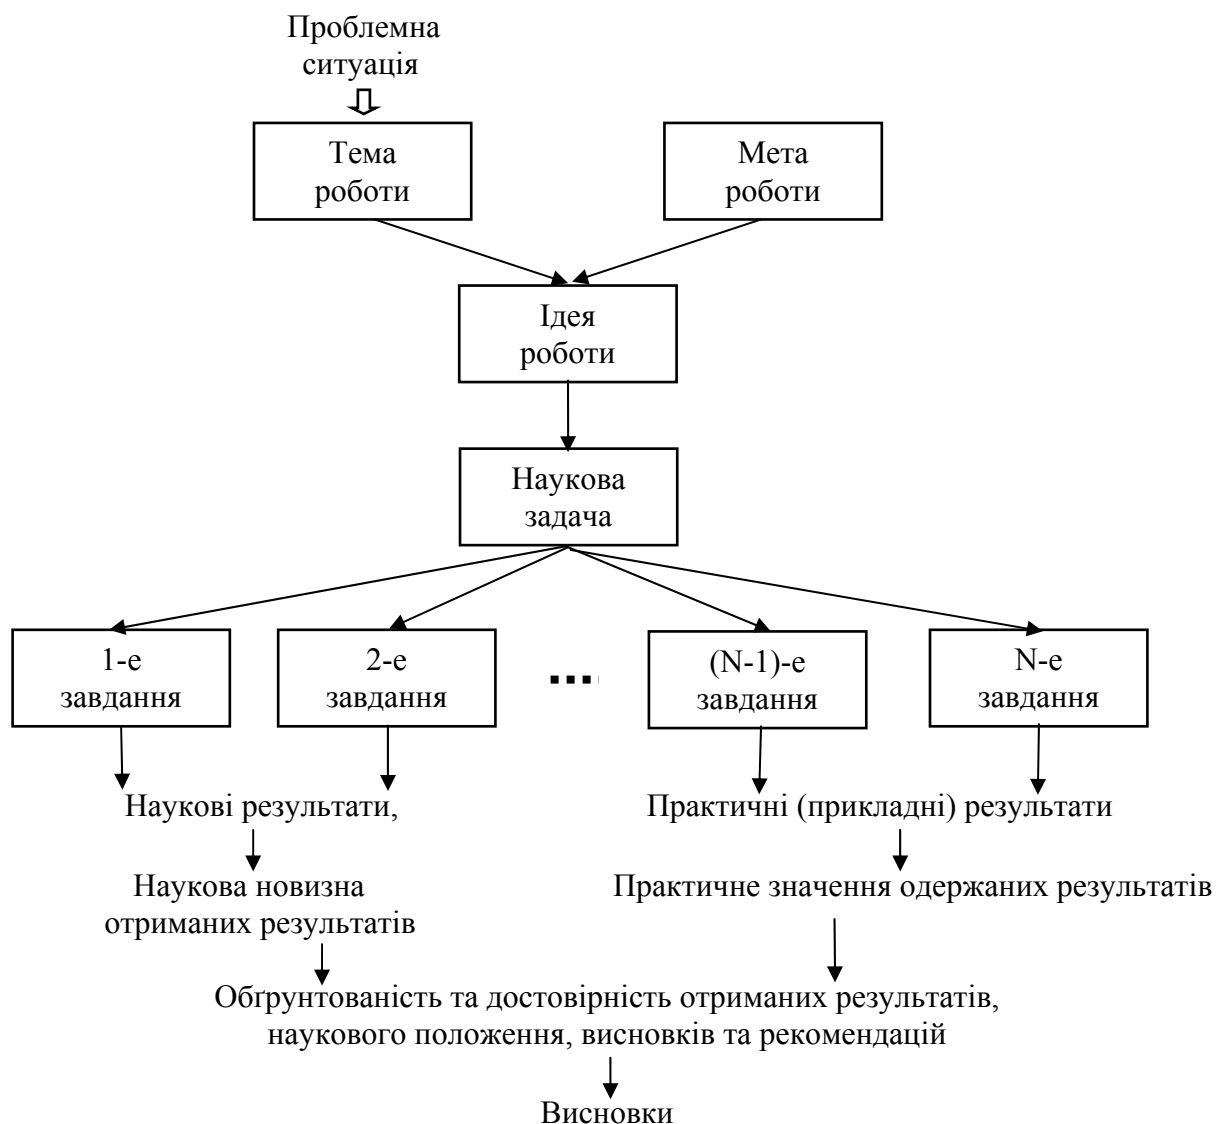 Проблемна
ситуація
Тема
роботи
Мета
роботи
Ідея
роботи
Наукова
задача
1-е
завдання
2-е
завдання
(N-1)-е
завдання
N-е
завдання
Наукові результати,
Практичні (прикладні) результати
Наукова новизна
отриманих результатів
Практичне значення одержаних результатів
Обґрунтованість та достовірність отриманих результатів,
наукового положення, висновків та рекомендацій
Висновки